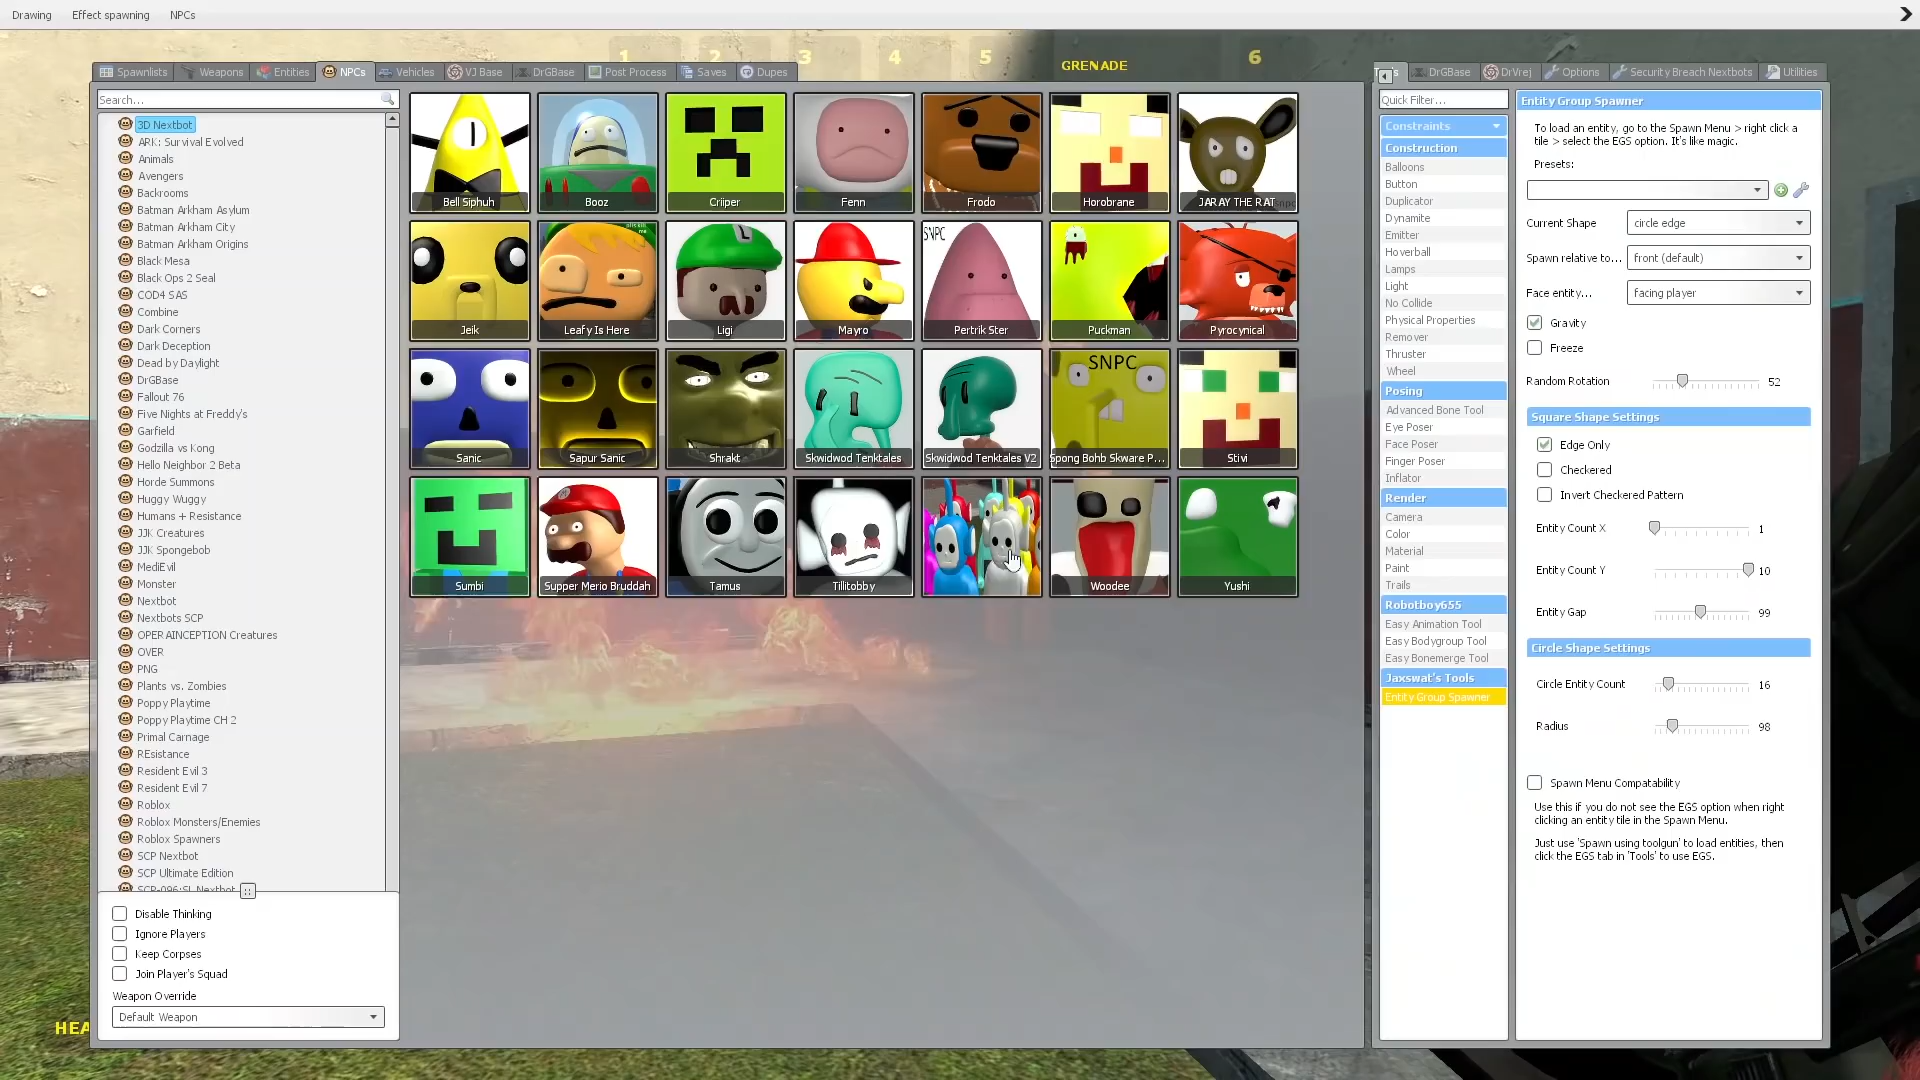 Drawing Effect spawning NPCs
1 2 3 4 5 GRENADE 6
Spawnlists Weapons Entities NPCs Vehicles VJ Base DrGBase Post Process Saves Dupes
Search...
3D Nextbot
ARK: Survival Evolved
Animals
Avengers
Backrooms
Batman Arkham Asylum
Batman Arkham City
Batman Arkham Origins
Black Mesa
Black Ops 2 Seal
COD4 SAS
Combine
Dark Corners
Dark Deception
Dead by Daylight
DrGBase
Fallout 76
Five Nights at Freddy's
Garfield
Godzilla vs Kong
Hello Neighbor 2 Beta
Horde Summons
Huggy Wuggy
Humans + Resistance
JJK Creatures
JJK Spongebob
MediEvil
Monster
Nextbot
Nextbots SCP
OPERAINCEPTION Creatures
OVER
PNG
Plants vs. Zombies
Poppy Playtime
Poppy Playtime CH 2
Primal Carnage
REsistance
Resident Evil 3
Resident Evil 7
Roblox
Roblox Monsters/Enemies
Roblox Spawners
SCP Nextbot
SCP Ultimate Edition
SCP-096:SL Nextbot
Disable Thinking
Ignore Players
Keep Corpses
Join Player's Squad
Weapon Override
Default Weapon
HEA
Bell Siphuh Booz Criiper Fenn Frodo Horobrane JARAY THE RAT
SNPC
Jeik Leafy Is Here Ligi Mayro Pertrik Ster Puckman Pyrocynical
SNPC
Sanic Sapur Sanic Shrakt Skwidwod Tenktales Skwidwod Tenktales V2 Spong Bohb Skware P... Stivi
Sumbi Supper Merio Bruddah Tamus Tillitobby Woodee Yushi
DrGBase DrVrej Options Security Breach Nextbots Utilities
Quick Filter...
Constraints
Construction
Balloons
Button
Duplicator
Dynamite
Emitter
Hoverball
Lamps
Light
No Collide
Physical Properties
Remover
Thruster
Wheel
Posing
Advanced Bone Tool
Eye Poser
Face Poser
Finger Poser
Inflator
Render
Camera
Color
Material
Paint
Trails
Robotboy655
Easy Animation Tool
Easy Bodygroup Tool
Easy Bonemerge Tool
Jaxswat's Tools
Entity Group Spawner
Entity Group Spawner
To load an entity, go to the Spawn Menu > right click a
tile > select the EGS option. It's like magic.
Presets:
Current Shape circle edge
Spawn relative to... front (default)
Face entity... facing player
Gravity
Freeze
Random Rotation 52
Square Shape Settings
Edge Only
Checkered
Invert Checkered Pattern
Entity Count X 1
Entity Count Y 10
Entity Gap 99
Circle Shape Settings
Circle Entity Count 16
Radius 98
Spawn Menu Compatability
Use this if you do not see the EGS option when right
clicking an entity tile in the Spawn Menu.
Just use 'Spawn using toolgun' to load entities, then
click the EGS tab in 'Tools' to use EGS.